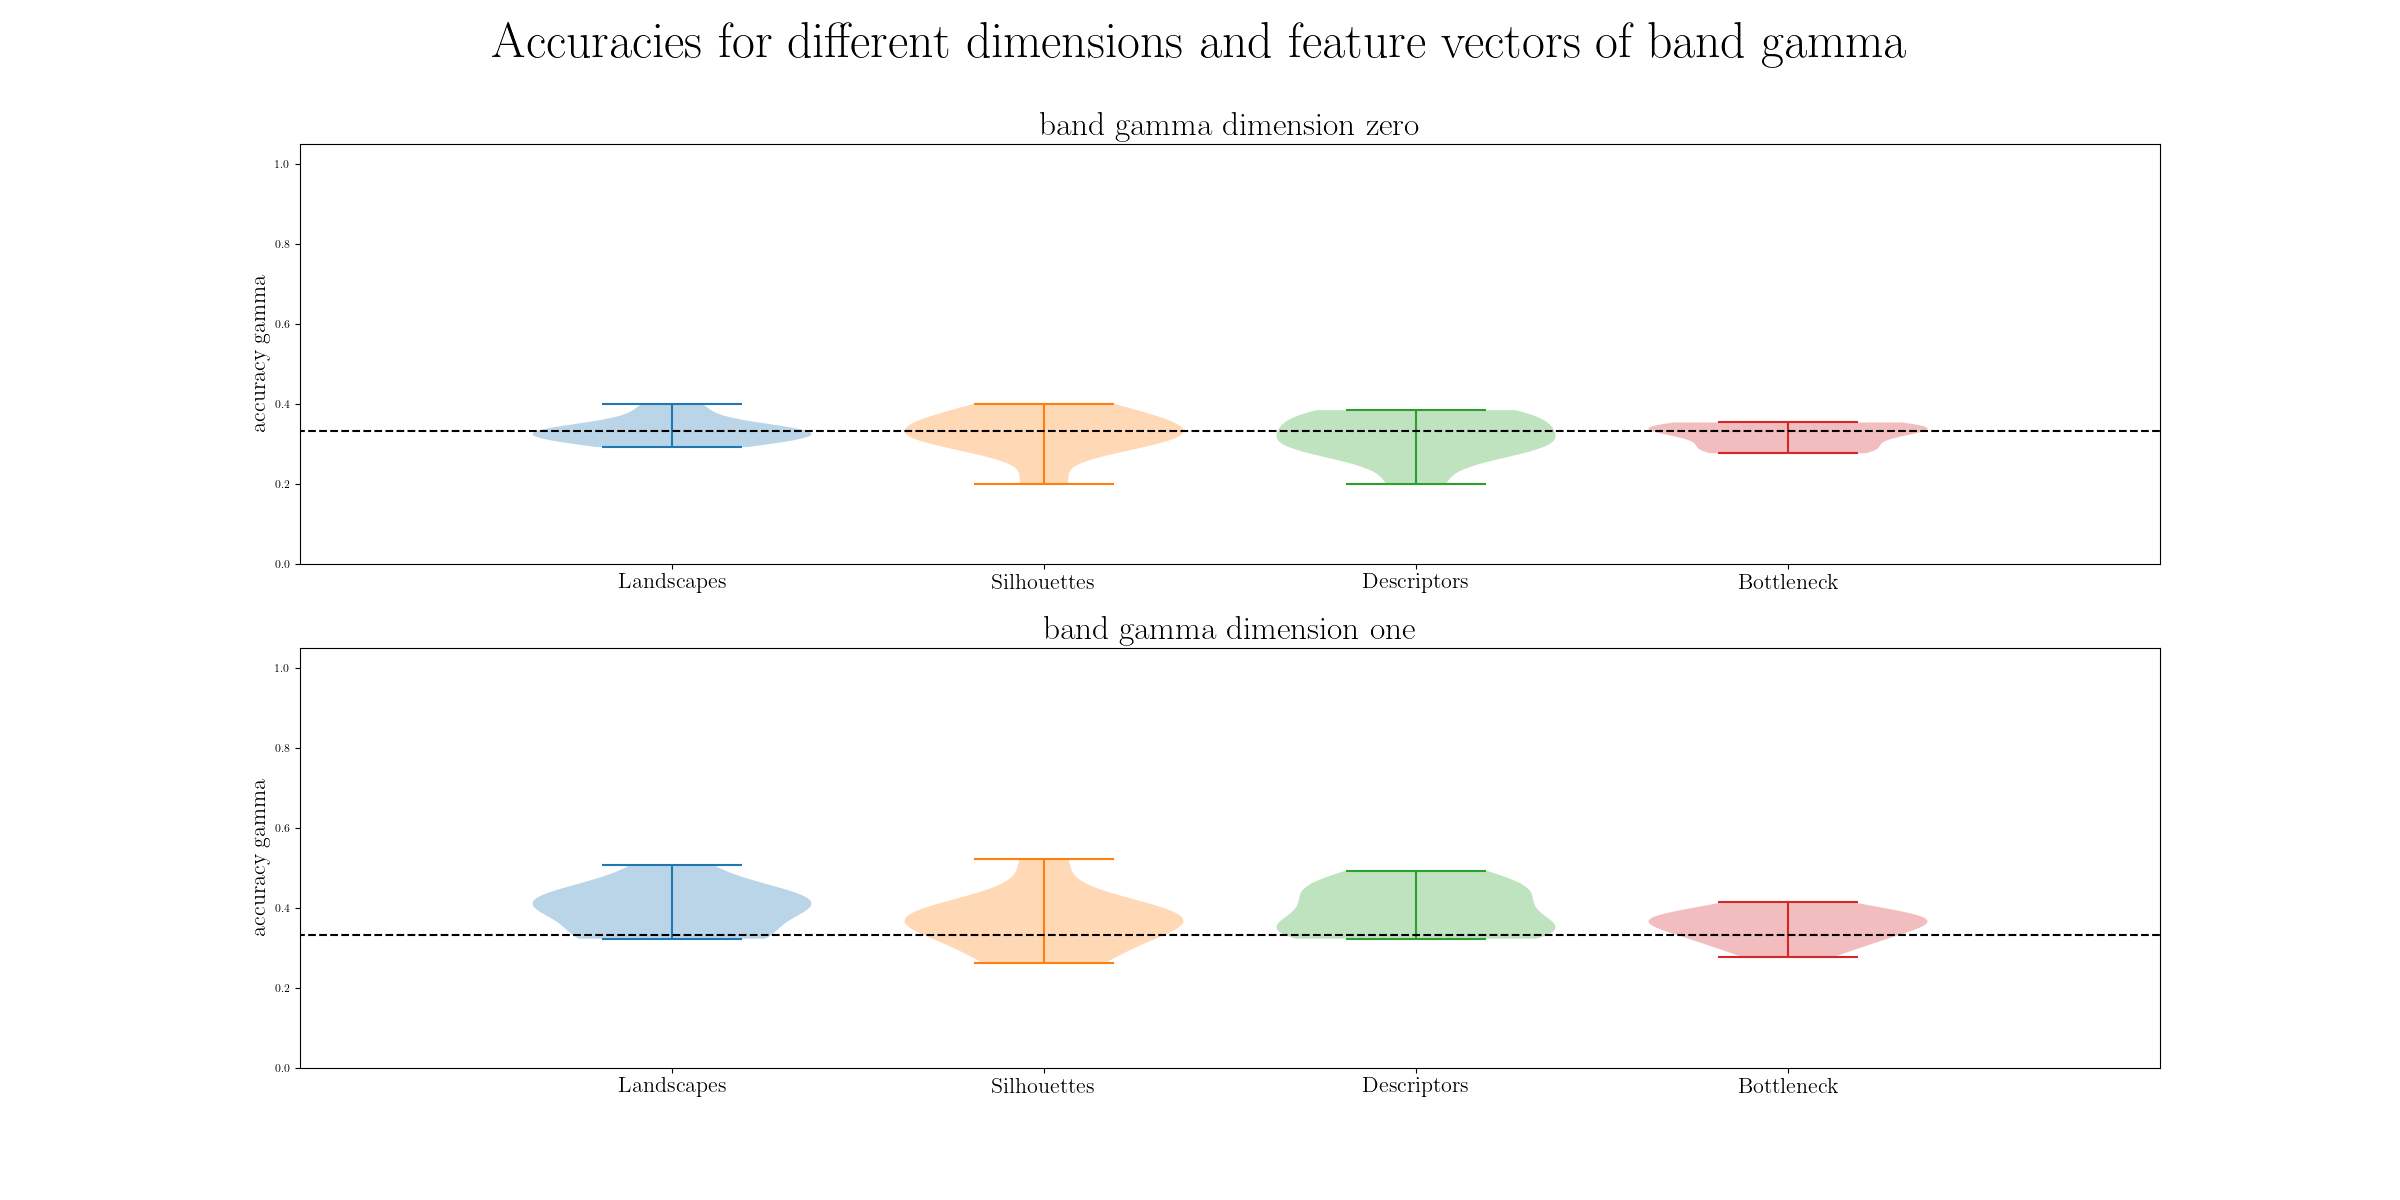 Accuracies for different dimensions and feature vectors of band gamma
band gamma dimension zero
1.0
0.8
0.6
0.4
0.2
0.0
accuracy gamma
Landscapes Silhouettes Descriptors Bottleneck
band gamma dimension one
1.0
0.8
0.6
0.4
0.2
0.0
accuracy gamma
Landscapes Silhouettes Descriptors Bottleneck